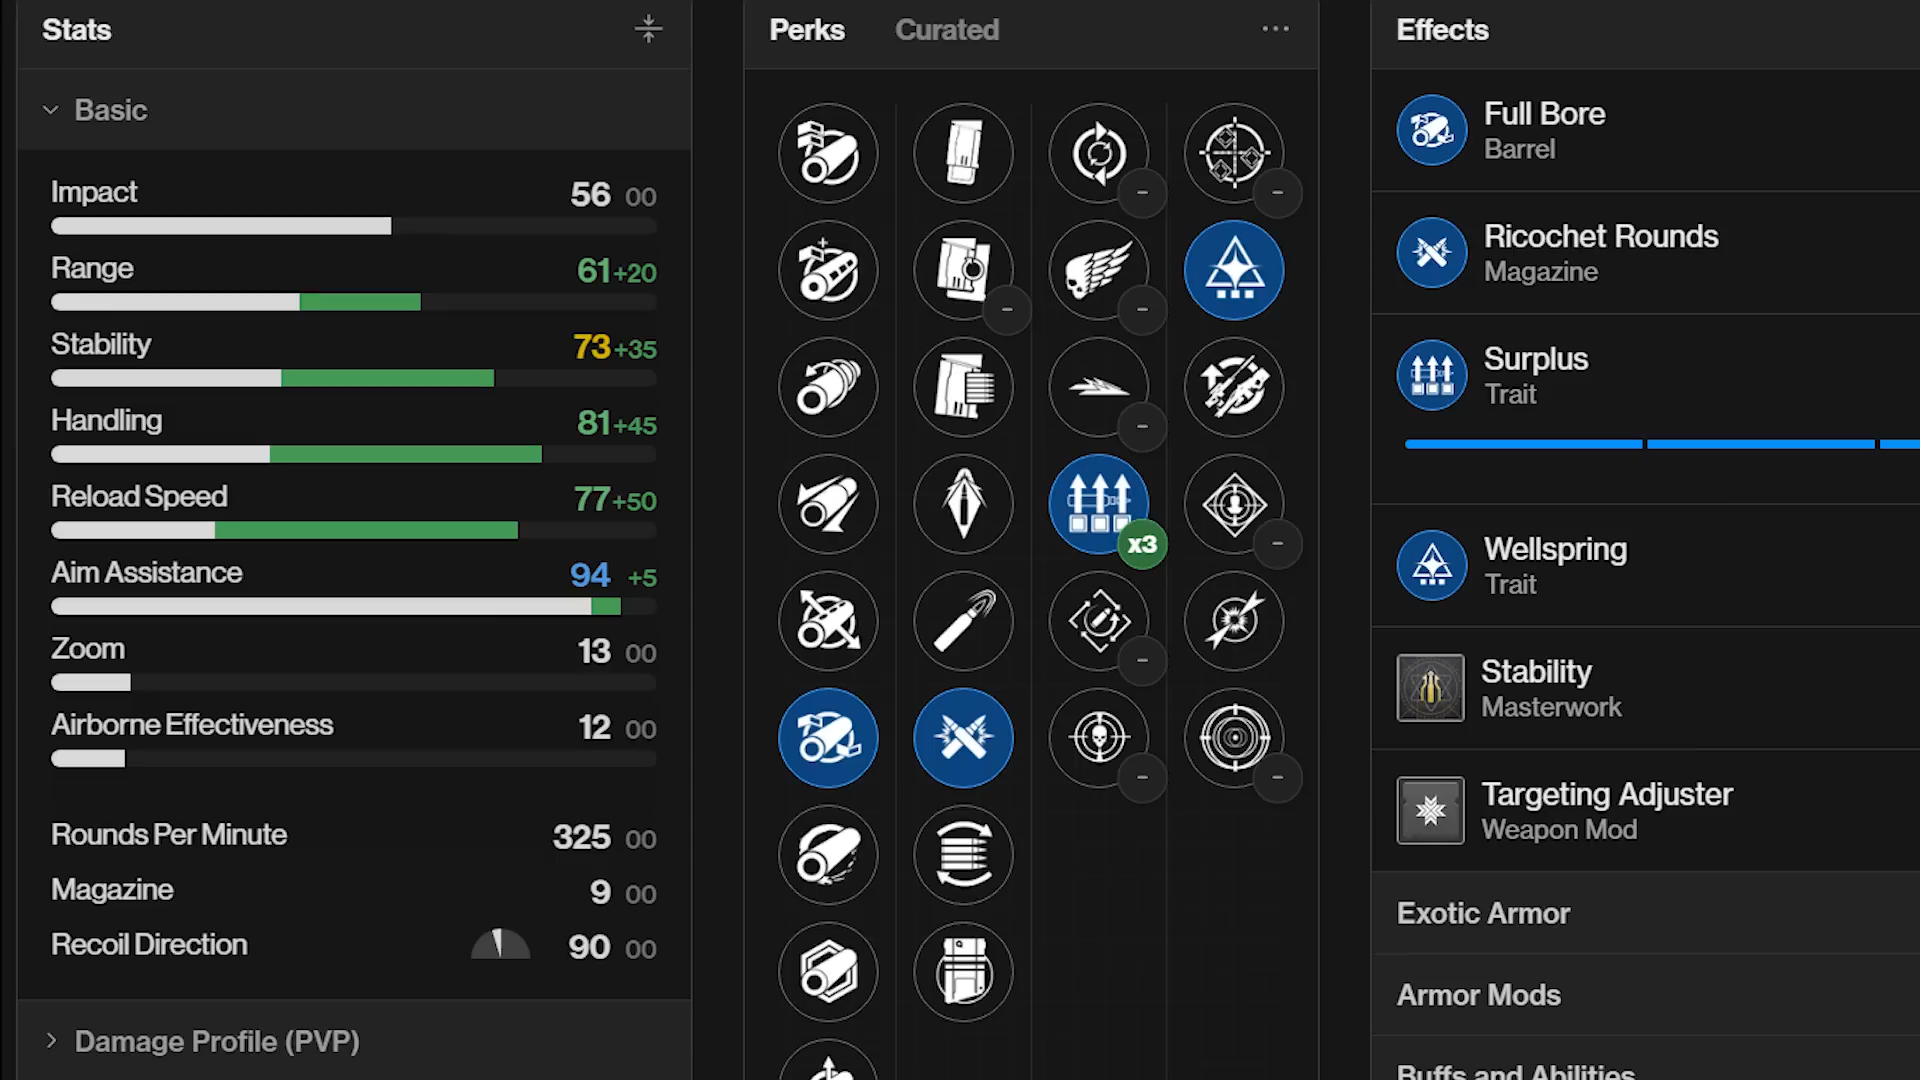 Stats
Basic
Impact 56 00
Range 61 +20
Stability 73 +35
Handling 81 +45
Reload Speed 77 +50
Aim Assistance 94 +5
Zoom 13 00
Airborne Effectiveness 12 00
Rounds Per Minute 325 00
Magazine 9 00
Recoil Direction 90 00
Damage Profile (PVP)
Perks Curated
x3
Effects
Full Bore
Barrel
Ricochet Rounds
Magazine
Surplus
Trait
Wellspring
Trait
Stability
Masterwork
Targeting Adjuster
Weapon Mod
Exotic Armor
Armor Mods
Buffs and Abilities